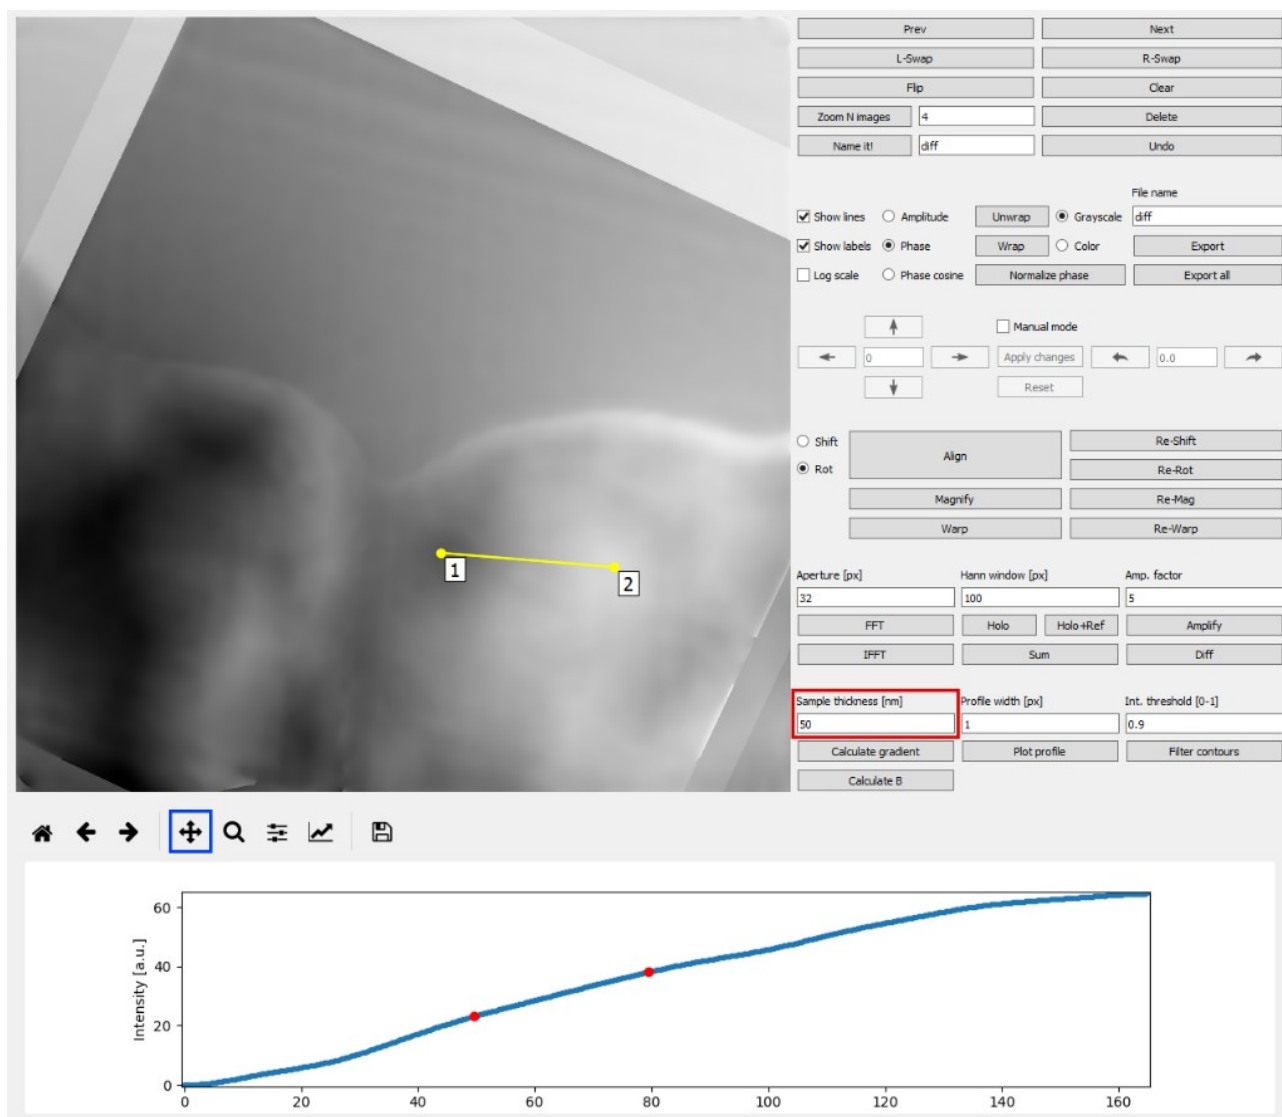 Prev Next
L-Swap R-Swap
Flip Clear
Zoom N images 4 Delete
Name it! diff Undo
File name
Show lines Amplitude Unwrap Grayscale diff
Show labels Phase Wrap Color Export
Log scale Phase cosine Normalize phase Export all
Manual mode
0 Apply changes 0.0
Reset
Shift Align Re-Shift
Rot Re-Rot
Magnify Re-Mag
Warp Re-Warp
1
2
Aperture [px] Hann window [px] Amp. factor
32 100 5
FFT Holo Holo+Ref Amplify
IFFT Sum Diff
Sample thickness [nm] Profile width [px] Int. threshold [0-1]
50 1 0.9
Calculate gradient Plot profile Filter contours
Calculate B
Intensity [a.u.]
60
40
20
0
0 20 40 60 80 100 120 140 160